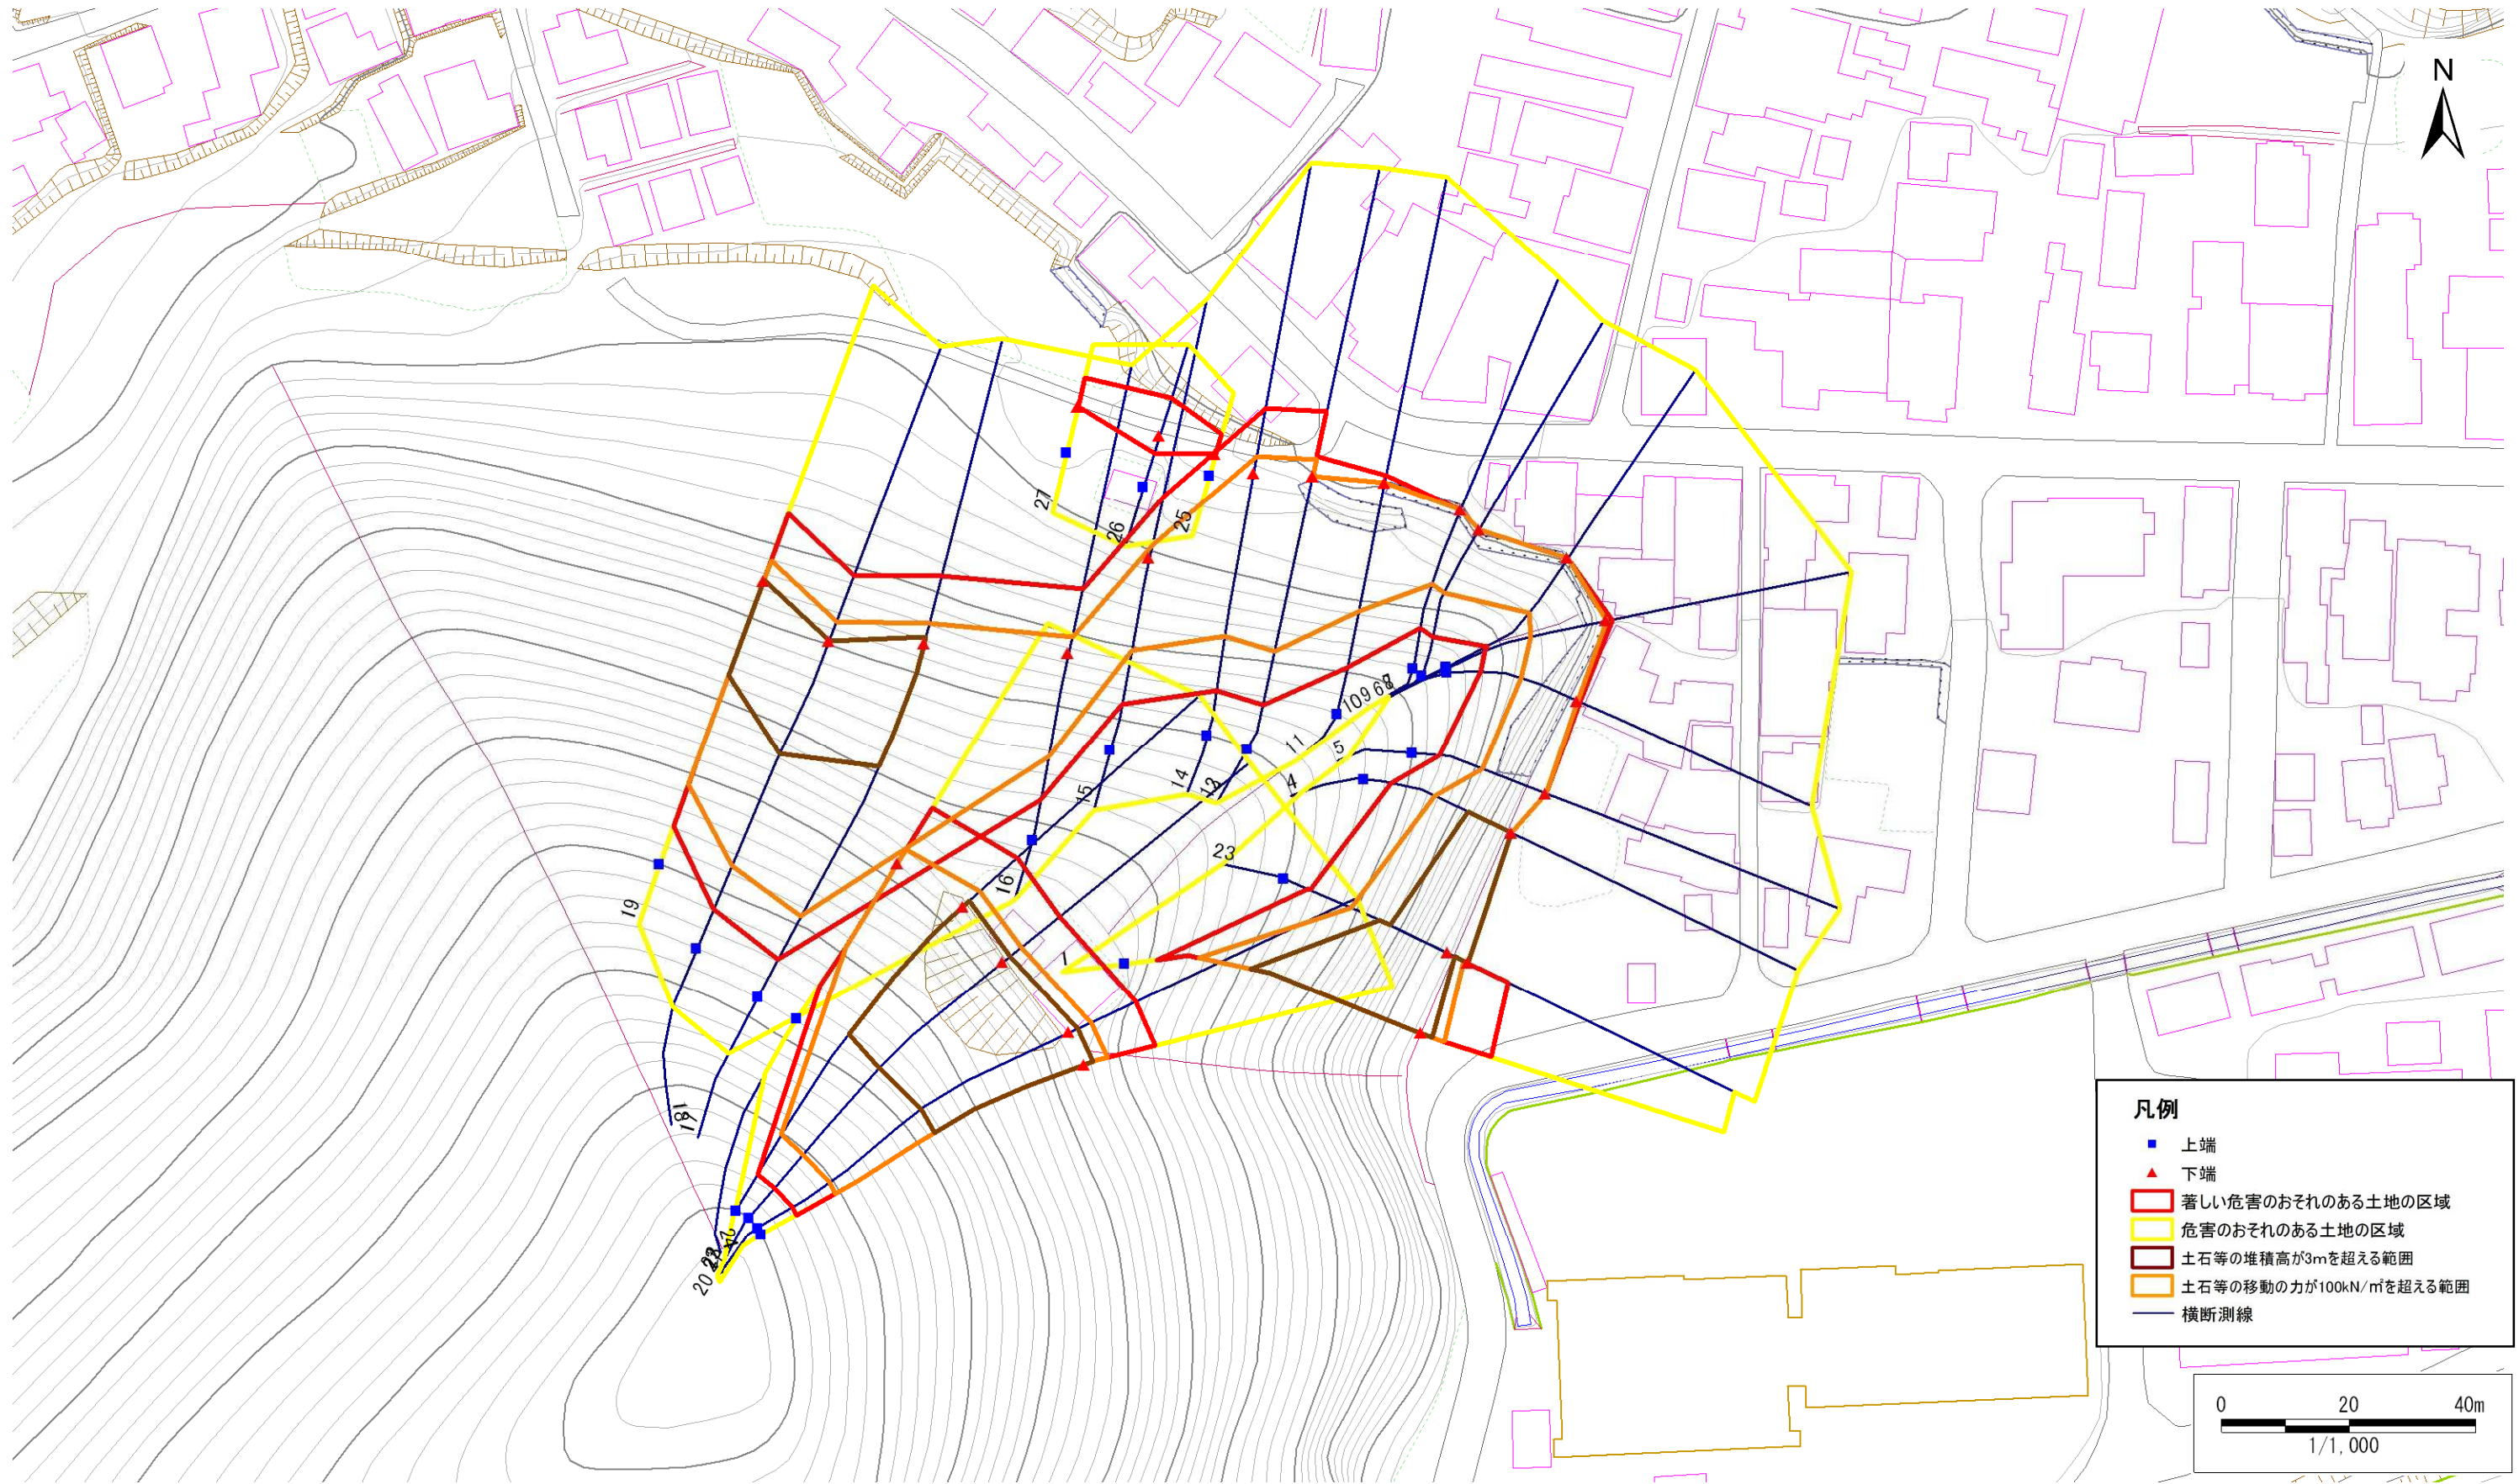 N
27
26
25
19
16
15
14
13
11
10
9
6
5
4
23
1
18
17
20
凡例
上端
下端
著しい危害のおそれのある土地の区域
危害のおそれのある土地の区域
土石等の堆積高が3mを超える範囲
土石等の移動の力が100kN/㎡を超える範囲
横断測線
0 20 40m
1/1,000